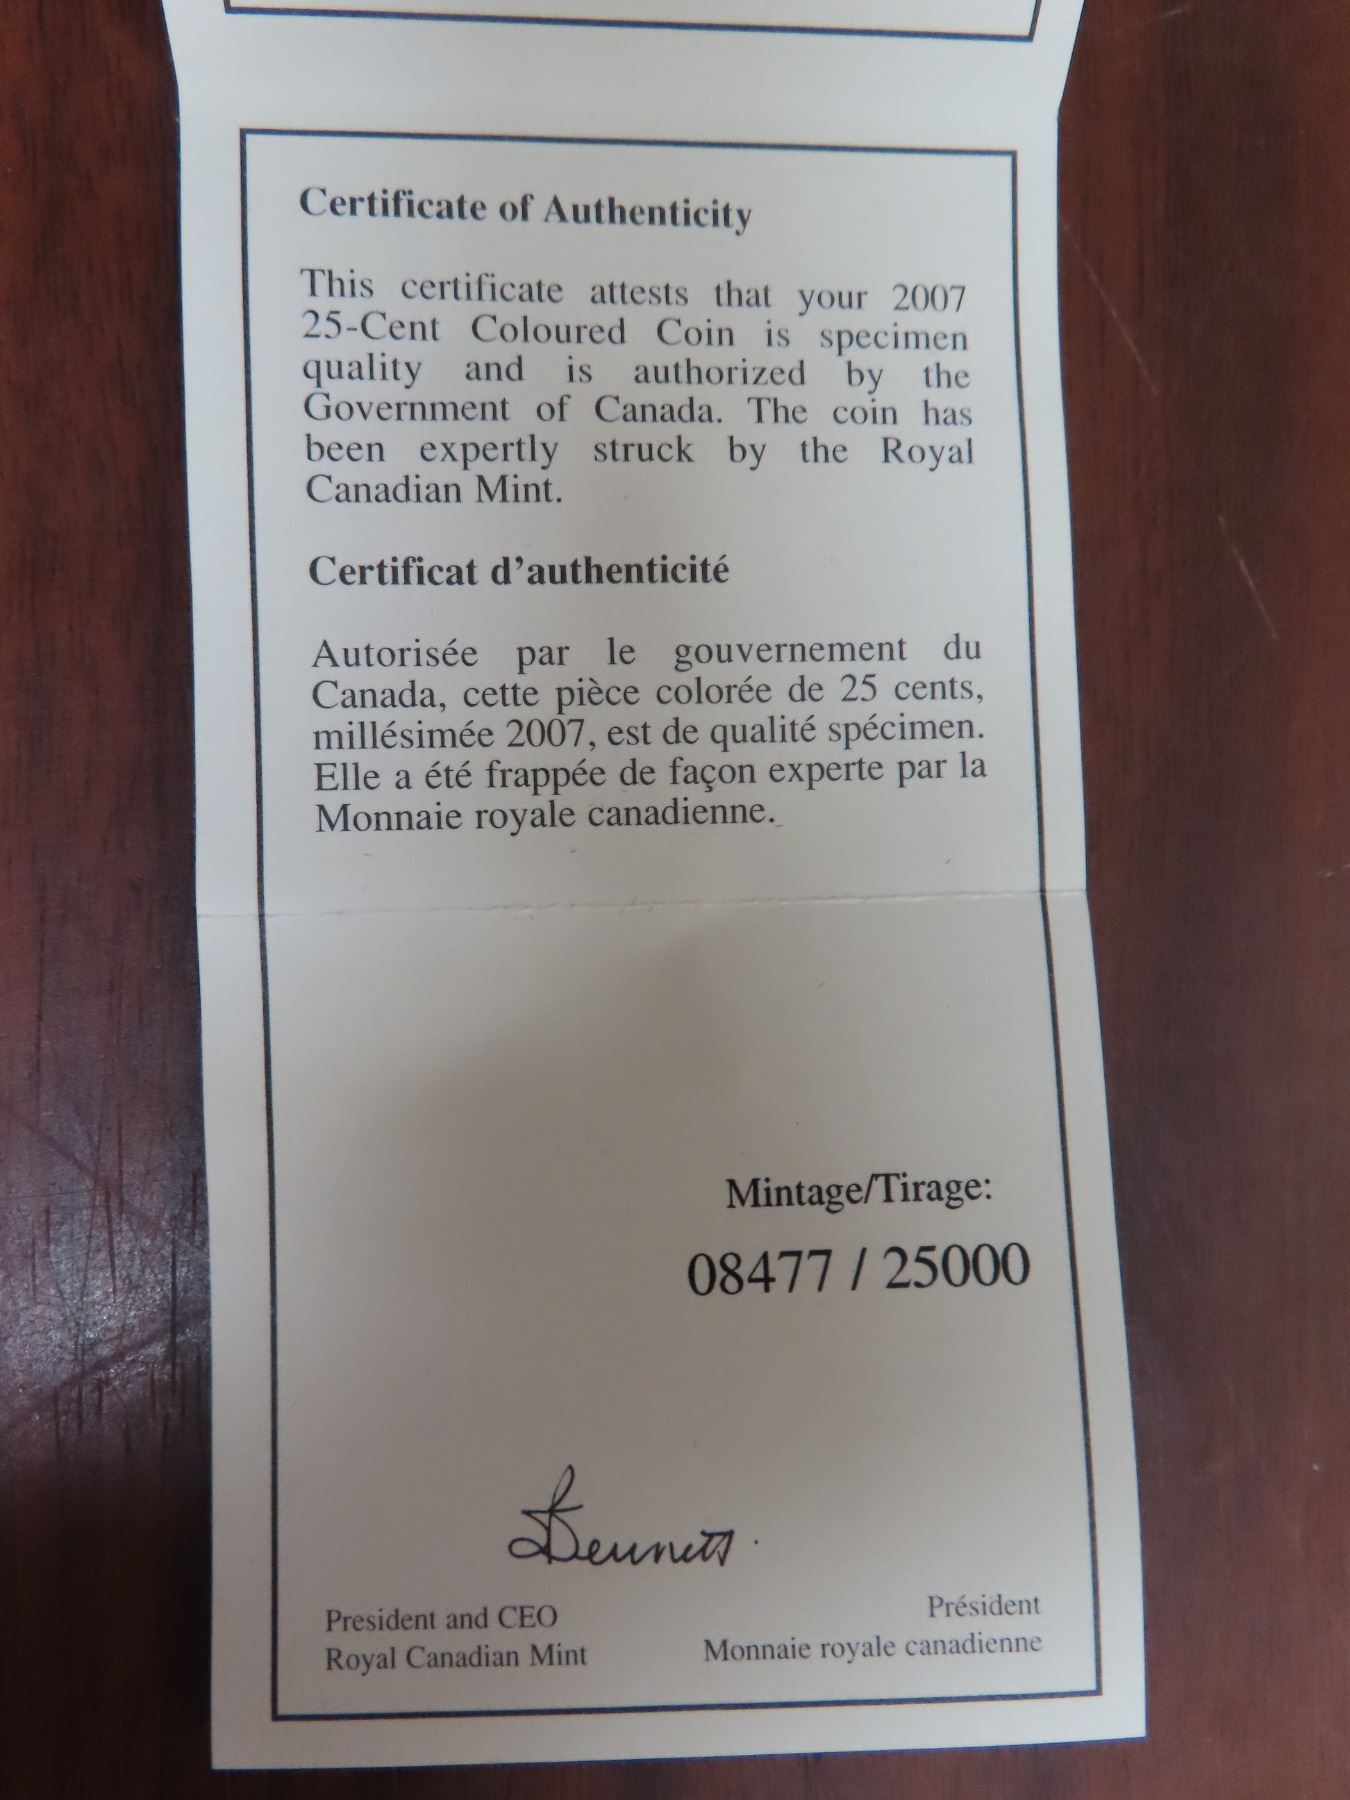 Certificate of Authenticity
This certificate attests that your 2007
25-Cent Coloured Coin is specimen
quality and is authorized by the
Government of Canada. The coin has
been expertly struck by the Royal
Canadian Mint.
Certificat d'authenticité
Autorisée par le gouvernement du
Canada, cette pièce colorée de 25 cents,
millésimée 2007, est de qualité spécimen.
Elle a été frappée de façon experte par la
Monnaie royale canadienne.
Mintage/Tirage:
08477 / 25000
Bennett
President and CEO
Royal Canadian Mint
Président
Monnaie royale canadienne